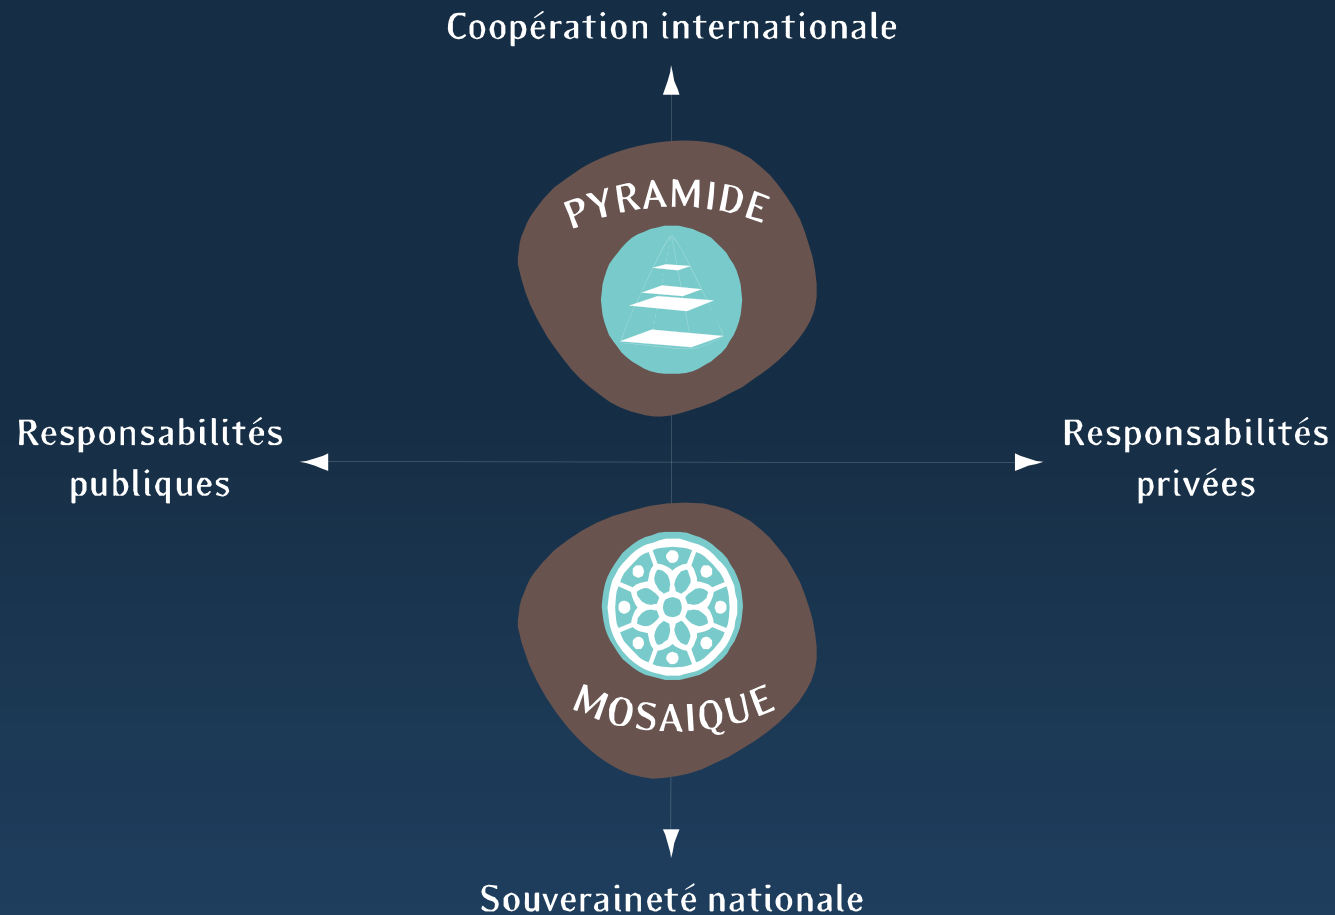 Coopération internationale
PYRAMIDE
Responsabilités
publiques
Responsabilités
privées
MOSAIQUE
Souveraineté nationale